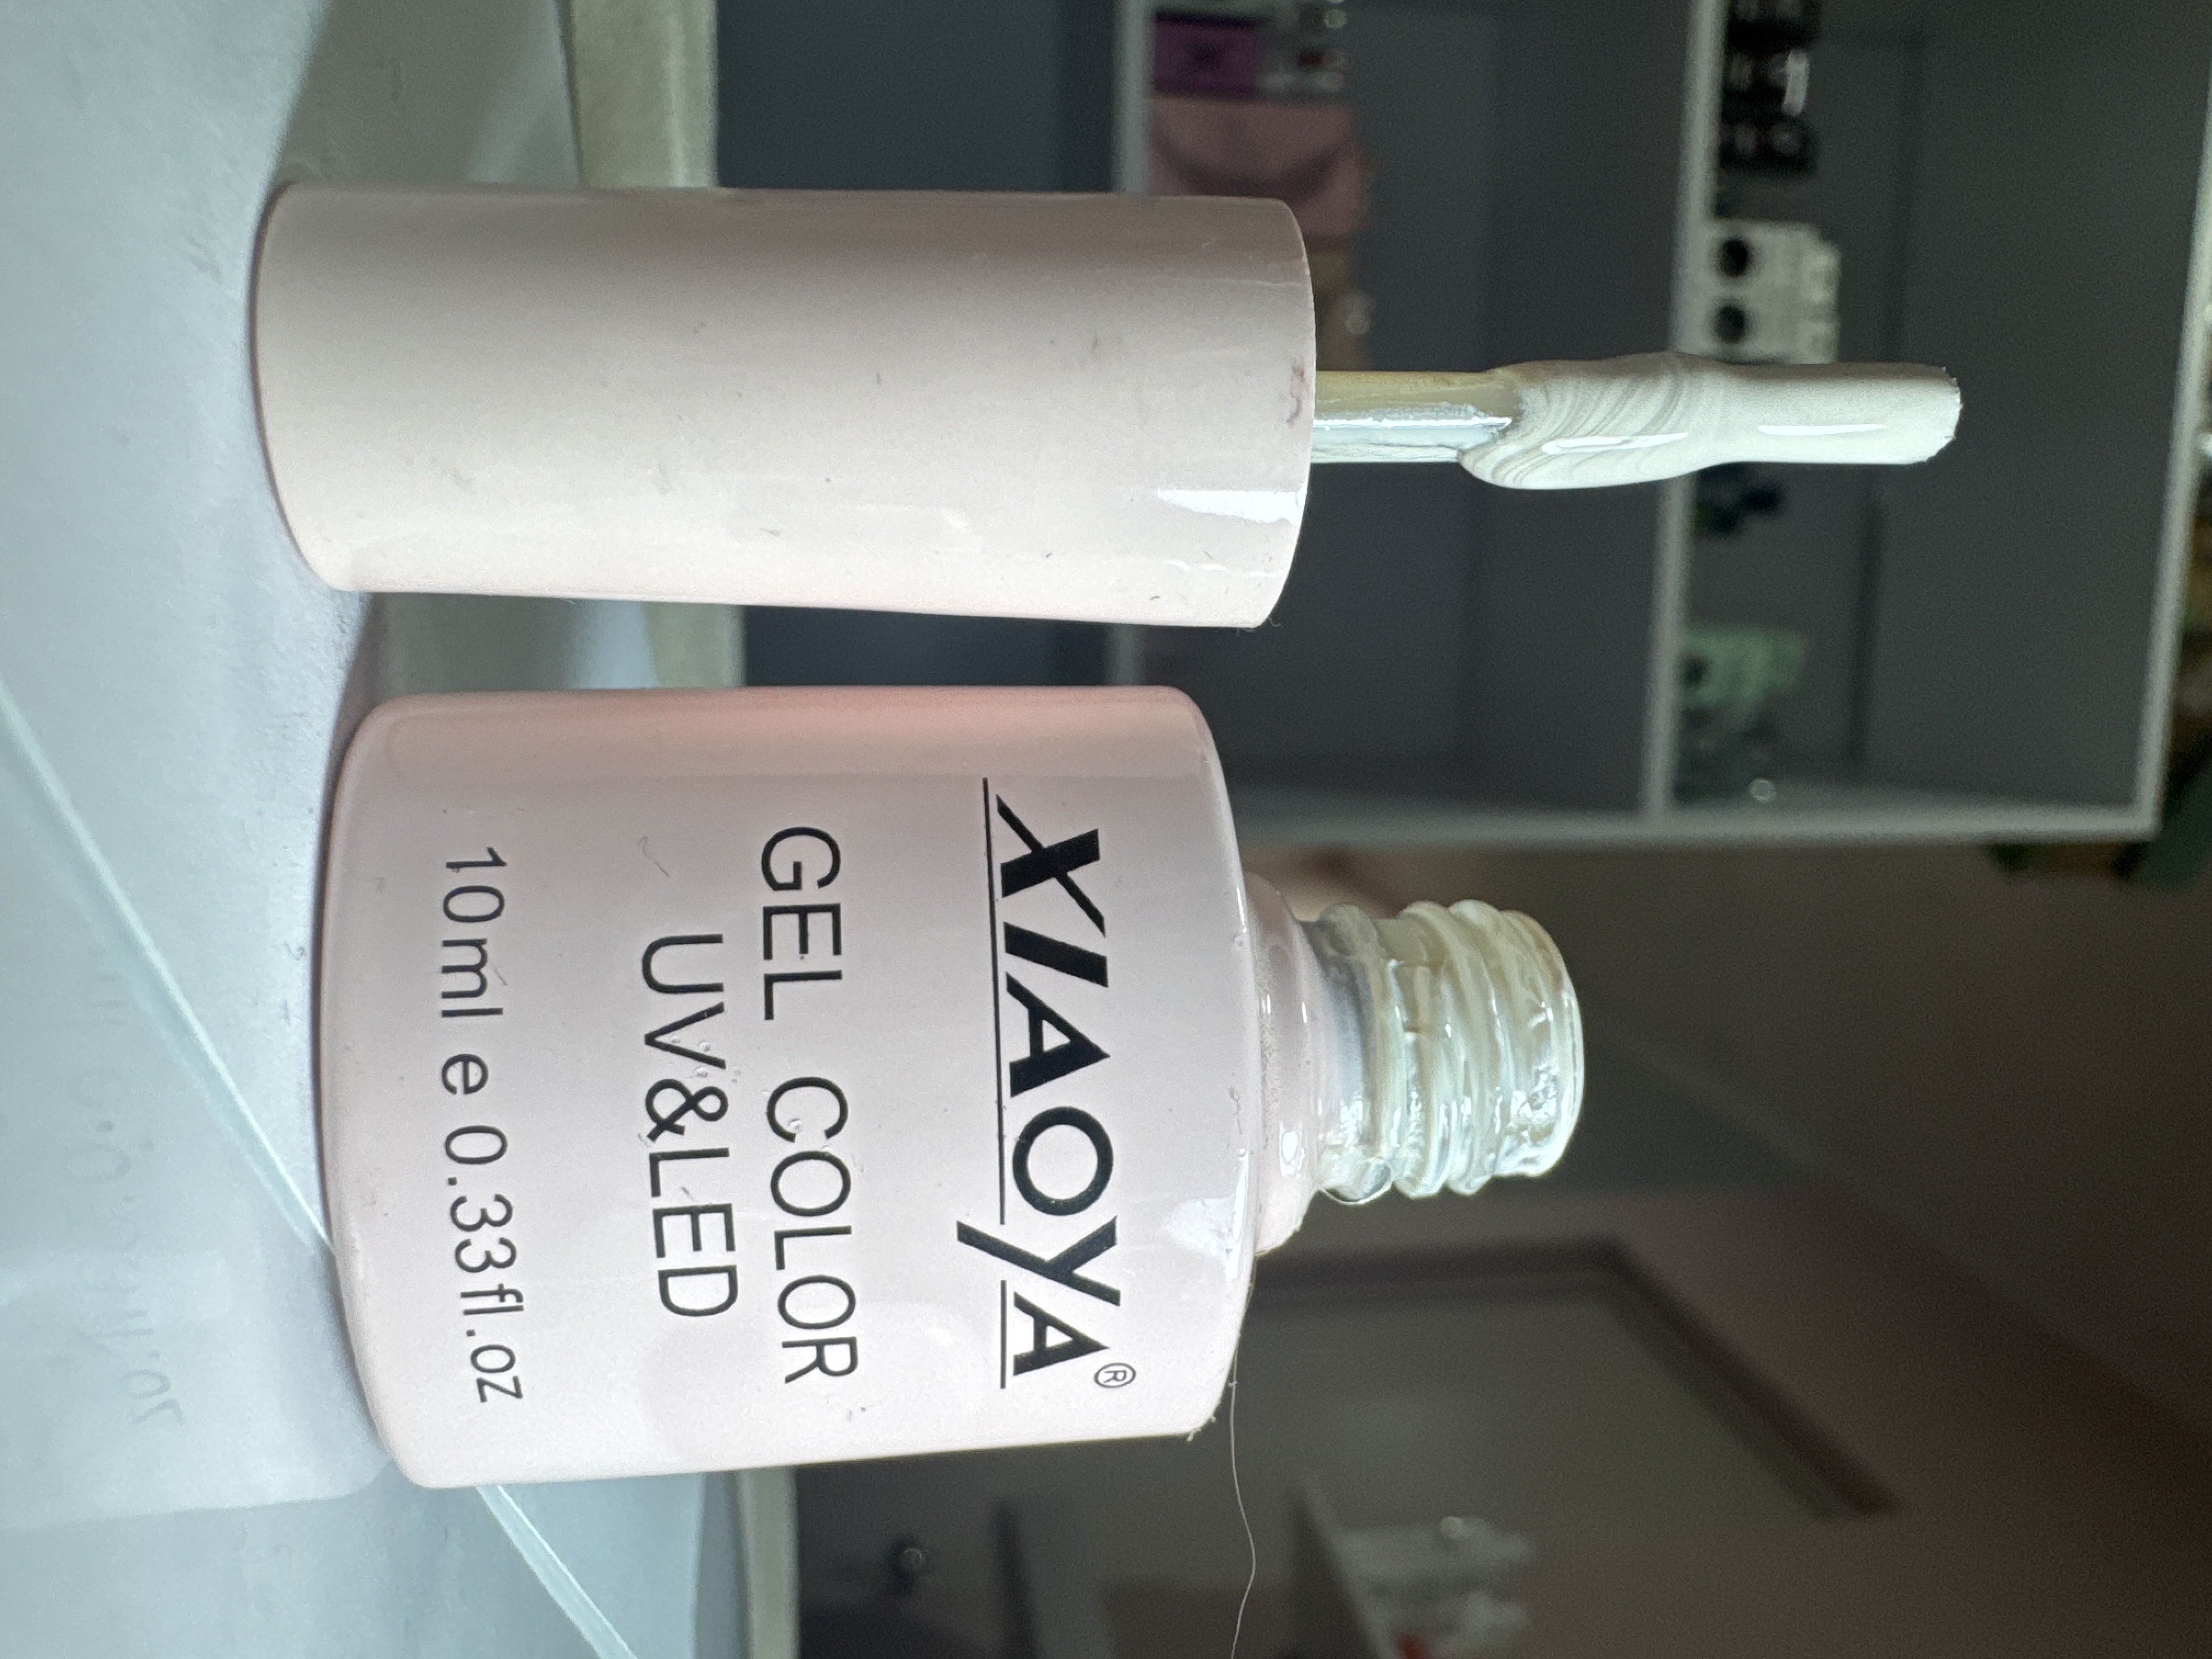 XIAOYA®
GEL COLOR
UV&LED
10ml e 0.33fl.oz